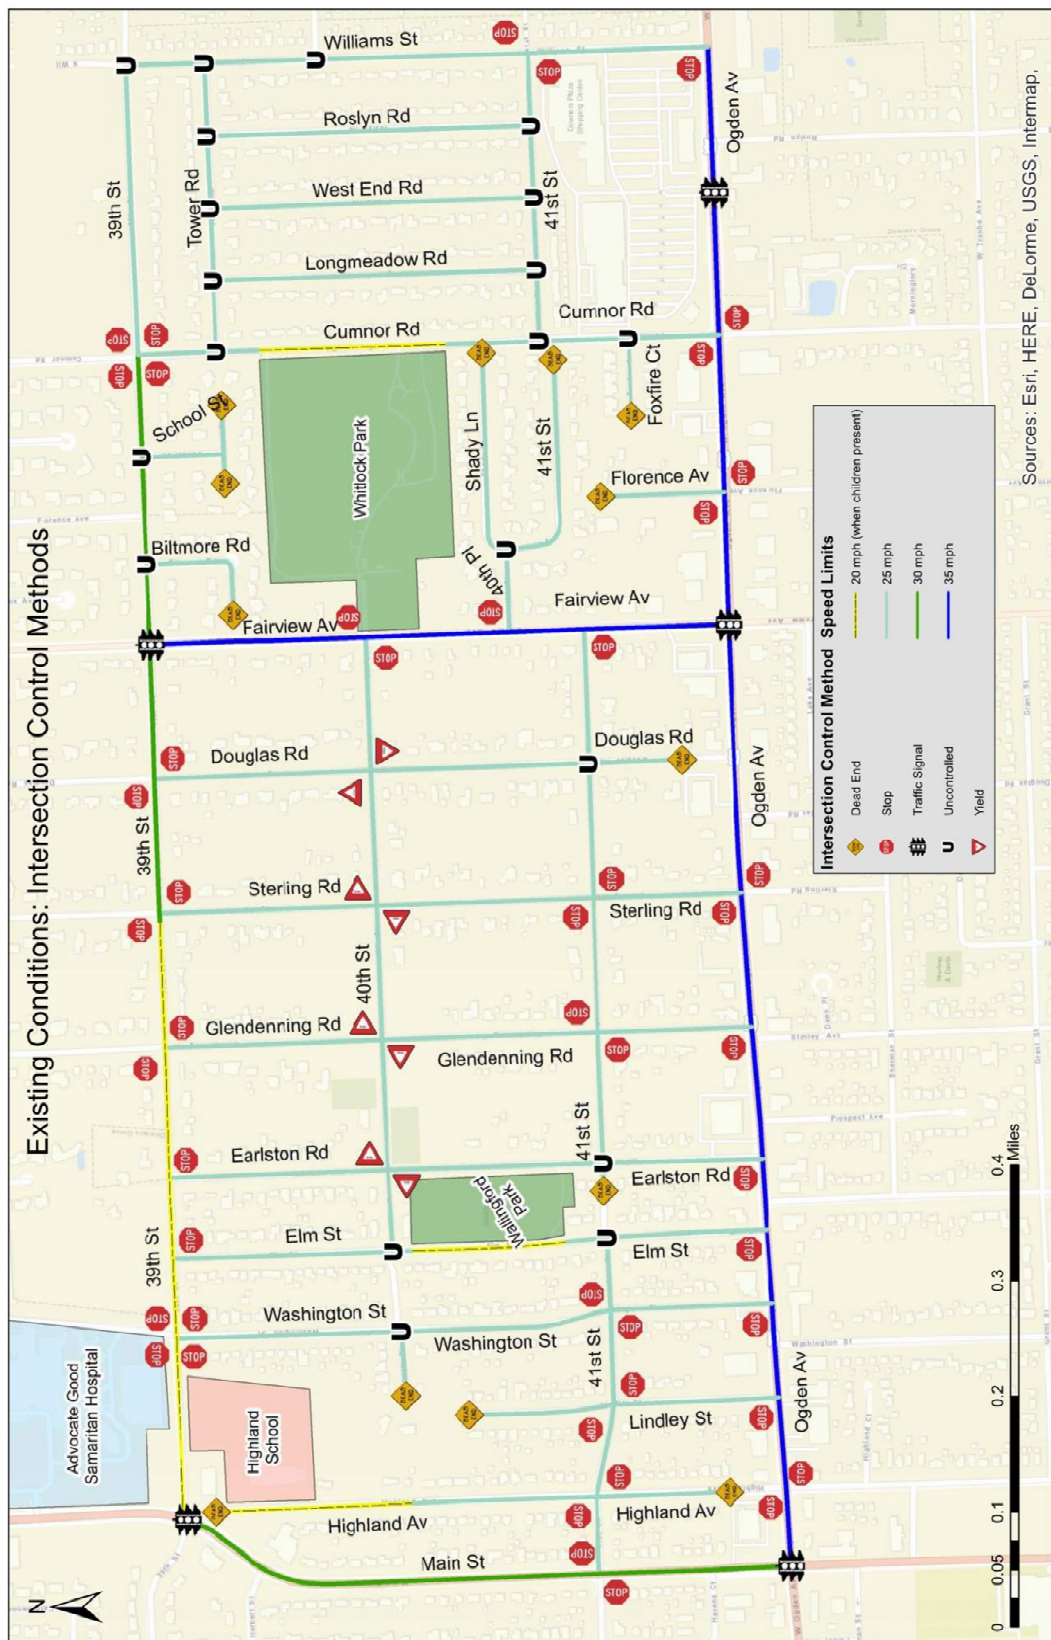 Existing Conditions: Intersection Control Methods
N
Advocate Good
Samaritan Hospital
Highland
School
39th St
39th St
39th St
Main St
Highland Av
Highland Av
Lindley St
Washington St
Washington St
Elm St
Elm St
Earlston Rd
Earlston Rd
Wallingford
Park
Glendenning Rd
Glendenning Rd
Sterling Rd
Sterling Rd
Douglas Rd
Douglas Rd
40th St
41st St
41st St
Fairview Av
Fairview Av
Biltmore Rd
School St
Whitlock Park
40th Pl
Shady Ln
41st St
Florence Av
Foxfire Ct
Cumnor Rd
Cumnor Rd
Tower Rd
Longmeadow Rd
West End Rd
Roslyn Rd
Williams St
41st St
Ogden Av
Ogden Av
Ogden Av
STOP
DEAD
END
Downers Plaza
Shopping Center
Intersection Control Method
Dead End
Stop
Traffic Signal
Uncontrolled
Yield
Speed Limits
20 mph (when children present)
25 mph
30 mph
35 mph
0 0.05 0.1 0.2 0.3 0.4
Miles
Sources: Esri, HERE, DeLorme, USGS, Intermap,